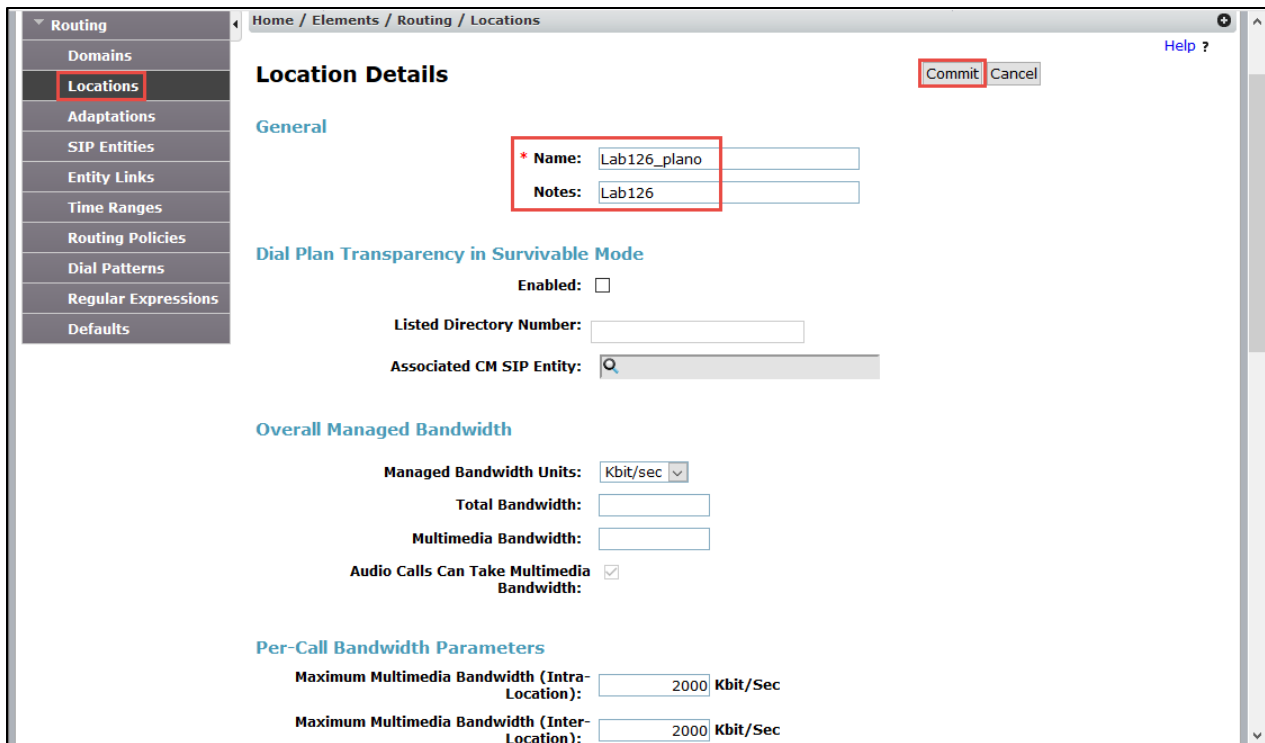 Routing
Domains
Locations
Adaptations
SIP Entities
Entity Links
Time Ranges
Routing Policies
Dial Patterns
Regular Expressions
Defaults
Home / Elements / Routing / Locations
Help ?
Location Details
Commit Cancel
General
* Name: Lab126_plano
Notes: Lab126
Dial Plan Transparency in Survivable Mode
Enabled:
Listed Directory Number:
Associated CM SIP Entity:
Overall Managed Bandwidth
Managed Bandwidth Units: Kbit/sec
Total Bandwidth:
Multimedia Bandwidth:
Audio Calls Can Take Multimedia
Bandwidth:
Per-Call Bandwidth Parameters
Maximum Multimedia Bandwidth (Intra-
Location): 2000 Kbit/Sec
Maximum Multimedia Bandwidth (Inter-
Location): 2000 Kbit/Sec